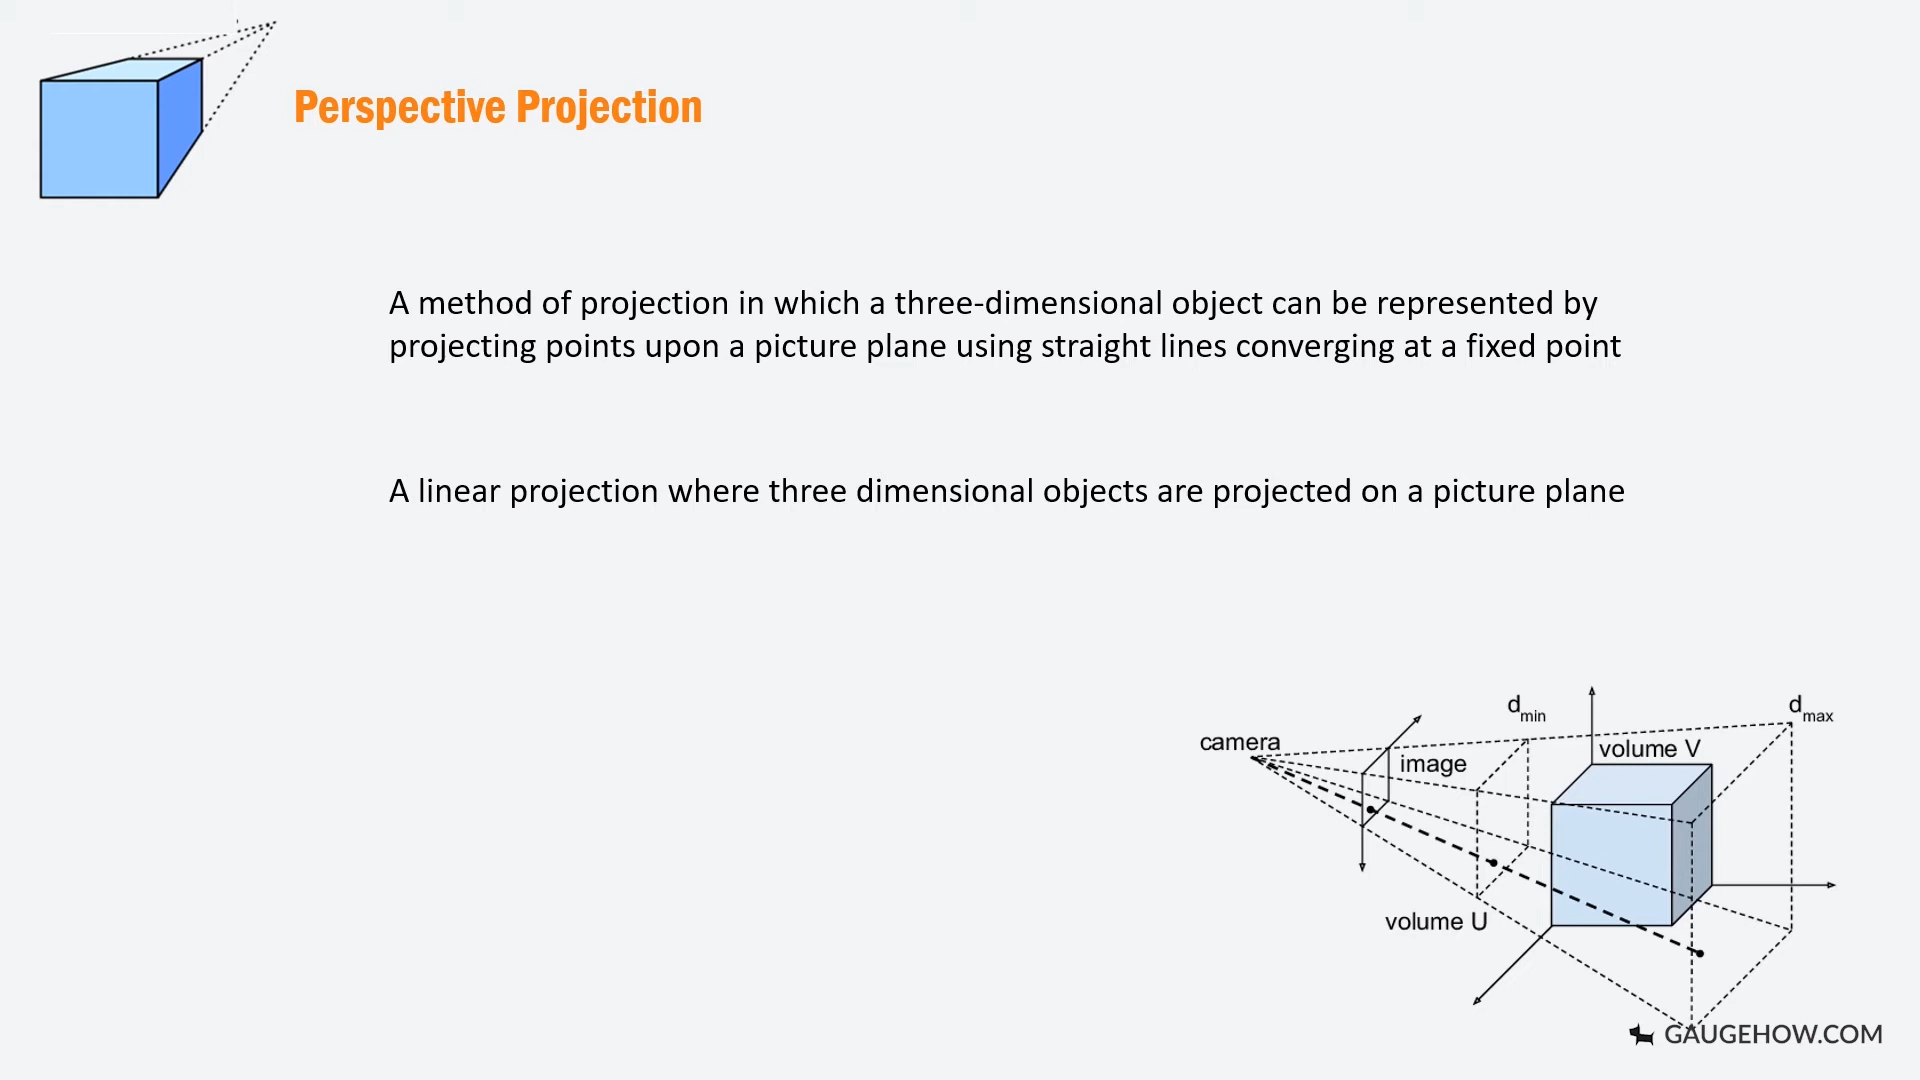 Perspective Projection
A method of projection in which a three-dimensional object can be represented by
projecting points upon a picture plane using straight lines converging at a fixed point
A linear projection where three dimensional objects are projected on a picture plane
dmin
dmax
camera
volume V
image
volume U
GAUGEHOW.COM